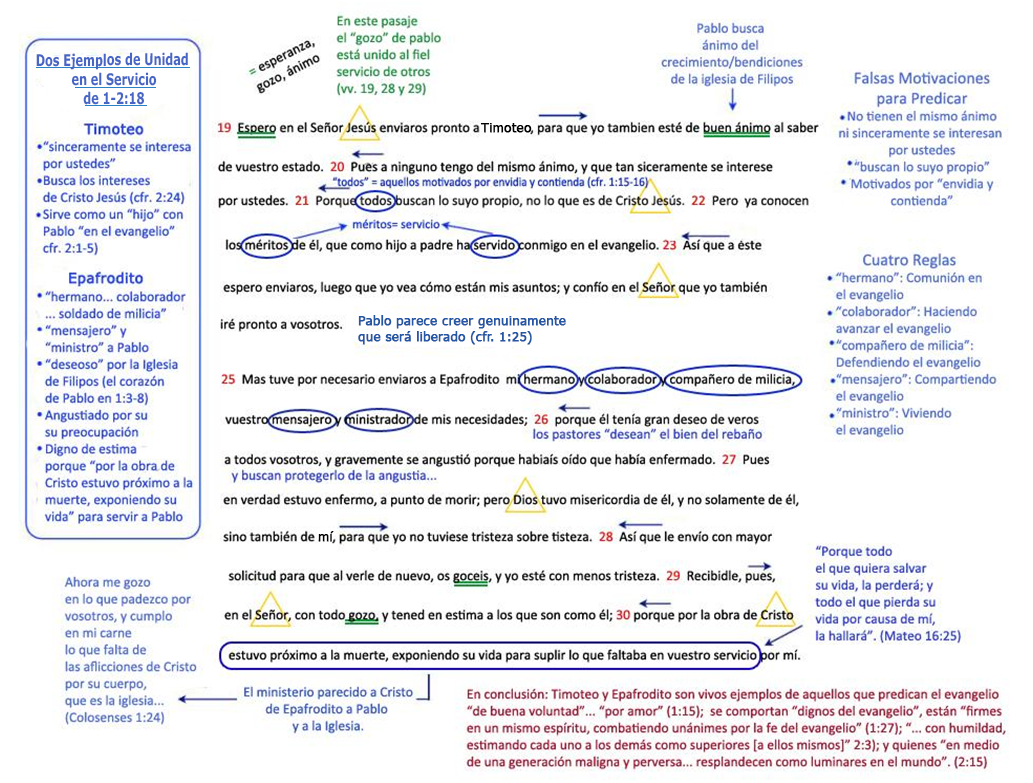 Dos Ejemplos de Unidad
en el Servicio
de 1-2:18
Timoteo
•“sinceramente se interesa
por ustedes”
•Busca los intereses
de Cristo Jesús (cfr. 2:24)
•Sirve como un “hijo” con
Pablo “en el evangelio”
cfr. 2:1-5)
Epafrodito
• “hermano... colaborador
... soldado de milicia”
• “mensajero” y
“ministro” a Pablo
• “deseoso” por la Iglesia
de Filipos (el corazón
de Pablo en 1:3-8)
• Angustiado por su
su preocupación
• Digno de estima
porque “por la obra de
Cristo estuvo próximo a la
muerte, exponiendo su
vida” para servir a Pablo
= esperanza,
gozo, ánimo
En este pasaje
el “gozo” de pablo
está unido al fiel
servicio de otros
(vv. 19, 28 y 29)
Pablo busca
ánimo del
crecimiento/bendiciones
de la iglesia de Filipos
19 Espero en el Señor Jesús enviaros pronto a Timoteo, para que yo tambien esté de buen ánimo al saber
de vuestro estado. 20 Pues a ninguno tengo del mismo ánimo, y que tan siceramente se interese
“todos” = aquellos motivados por envidia y contienda (cfr. 1:15-16)
por ustedes. 21 Porque todos buscan lo suyo propio, no lo que es de Cristo Jesús. 22 Pero ya conocen
méritos= servicio
los méritos de él, que como hijo a padre ha servido conmigo en el evangelio. 23 Así que a éste
espero enviaros, luego que yo vea cómo están mis asuntos; y confío en el Señor que yo también
iré pronto a vosotros.
Pablo parece creer genuinamente
que será liberado (cfr. 1:25)
25 Mas tuve por necesario enviaros a Epafrodito mi hermano y colaborador y compañero de milicia,
vuestro mensajero y ministrador de mis necesidades; 26 porque él tenía gran deseo de veros
los pastores “desean” el bien del rebaño
a todos vosotros, y gravemente se angustió porque habiaís oído que había enfermado. 27 Pues
y buscan protegerlo de la angustia...
en verdad estuvo enfermo, a punto de morir; pero Dios tuvo misericordia de él, y no solamente de él,
sino también de mí, para que yo no tuviese tristeza sobre tisteza. 28 Así que le envío con mayor
solicitud para que al verle de nuevo, os goceis, y yo esté con menos tristeza. 29 Recibidle, pues,
en el Señor, con todo gozo, y tened en estima a los que son como él; 30 porque por la obra de Cristo
estuvo próximo a la muerte, exponiendo su vida para suplir lo que faltaba en vuestro servicio por mí.
Falsas Motivaciones
para Predicar
•No tienen el mismo ánimo
ni sinceramente se interesan
por ustedes
•“buscan lo suyo propio”
• Motivados por “envidia y
contienda”
Cuatro Reglas
• “hermano”: Comunión en
el evangelio
• “colaborador”: Haciendo
avanzar el evangelio
•“compañero de milicia”:
Defendiendo el evangelio
•“mensajero”: Compartiendo
el evangelio
• “ministro”: Viviendo
el evangelio
“Porque todo
el que quiera salvar
su vida, la perderá; y
todo el que pierda su
vida por causa de mí,
la hallará”. (Mateo 16:25)
Ahora me gozo
en lo que padezco por
vosotros, y cumplo
en mi carne
lo que falta de
las aflicciones de Cristo
por su cuerpo,
que es la iglesia...
(Colosenses 1:24)
El ministerio parecido a Cristo
de Epafrodito a Pablo
y a la Iglesia.
En conclusión: Timoteo y Epafrodito son vivos ejemplos de aquellos que predican el evangelio
“de buena voluntad”... “por amor” (1:15); se comportan “dignos del evangelio”, están “firmes
en un mismo espíritu, combatiendo unánimes por la fe del evangelio” (1:27); “... con humildad,
estimando cada uno a los demás como superiores [a ellos mismos]” 2:3); y quienes “en medio
de una generación maligna y perversa... resplandecen como luminares en el mundo”. (2:15)